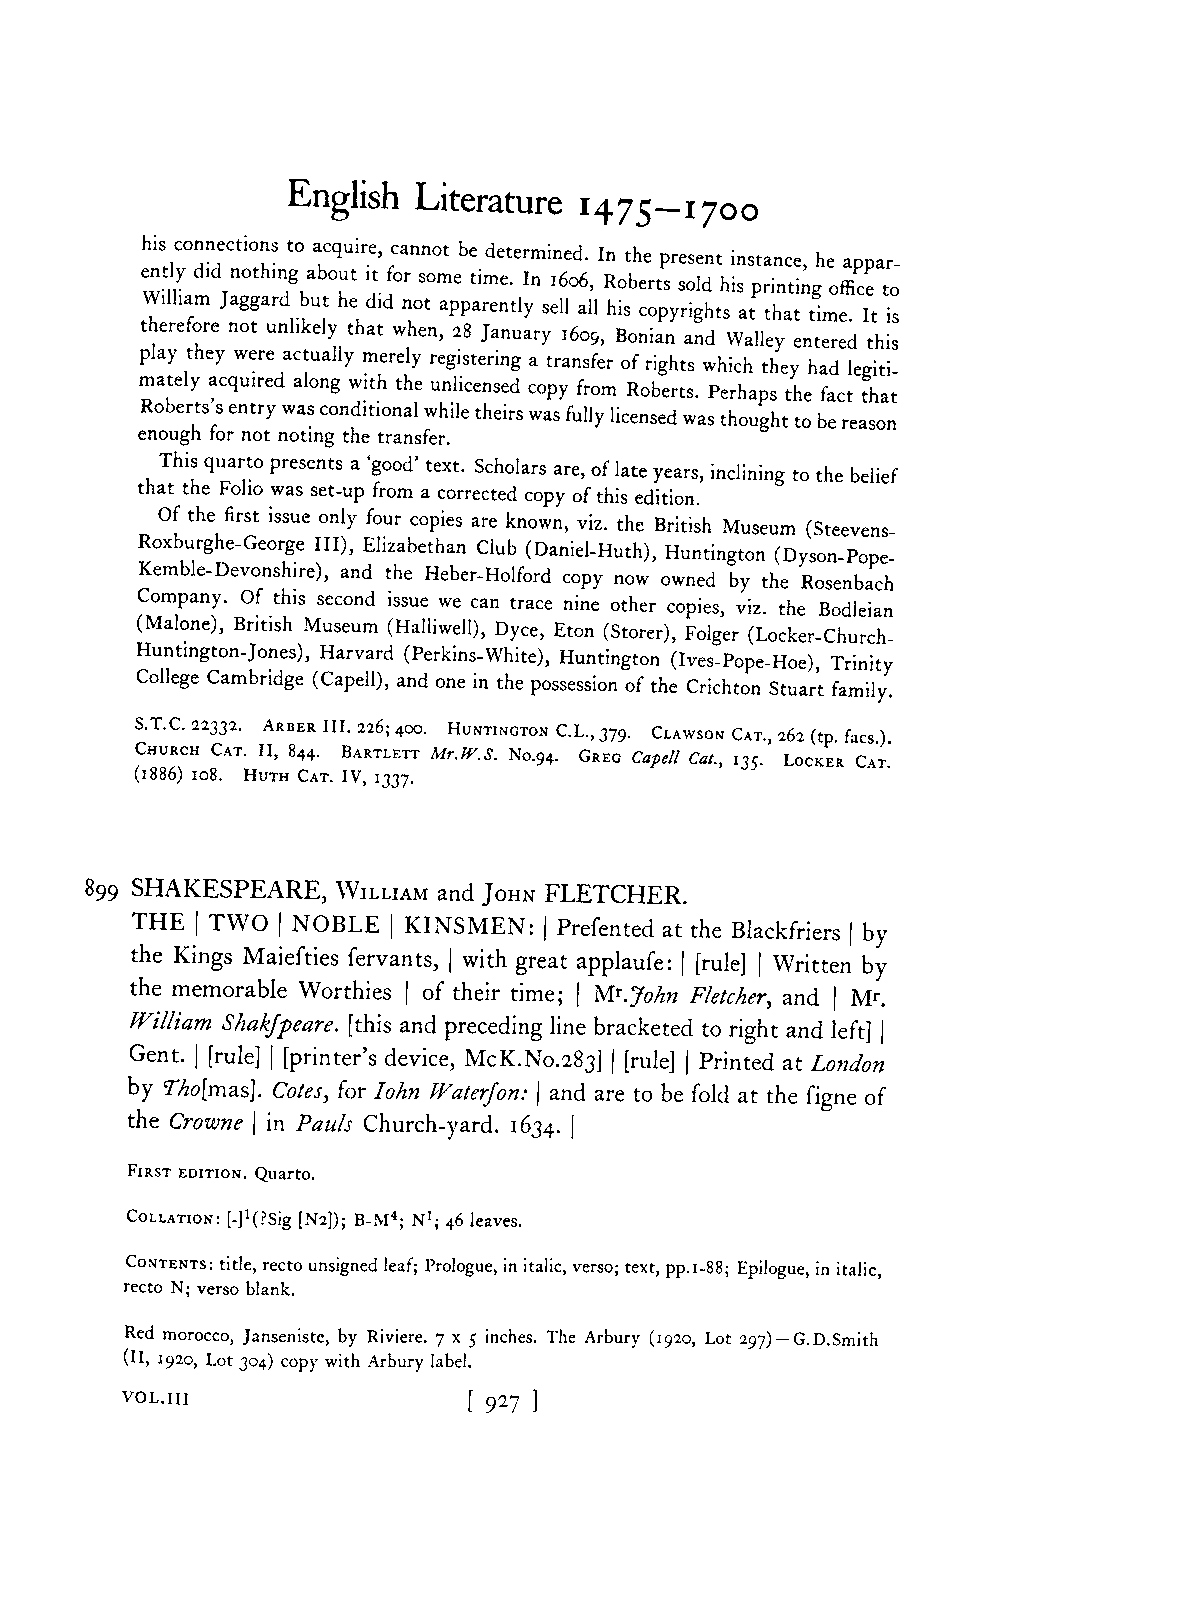 English Literature 1475–1700
his connections to acquire, cannot be determined. In the present instance, he appar-
ently did nothing about it for some time. In 1606, Roberts sold his printing office to
William Jaggard but he did not apparently sell all his copyrights at that time. It is
therefore not unlikely that when, 28 January 1609, Bonian and Walley entered this
play they were actually merely registering a transfer of rights which they had legiti-
mately acquired along with the unlicensed copy from Roberts. Perhaps the fact that
Roberts's entry was conditional while theirs was fully licensed was thought to be reason
enough for not noting the transfer.
This quarto presents a 'good' text. Scholars are, of late years, inclining to the belief
that the Folio was set-up from a corrected copy of this edition.
Of the first issue only four copies are known, viz. the British Museum (Steevens-
Roxburghe-George III), Elizabethan Club (Daniel-Huth), Huntington (Dyson-Pope-
Kemble-Devonshire), and the Heber-Holford copy now owned by the Rosenbach
Company. Of this second issue we can trace nine other copies, viz. the Bodleian
(Malone), British Museum (Halliwell), Dyce, Eton (Storer), Folger (Locker-Church-
Huntington-Jones), Harvard (Perkins-White), Huntington (Ives-Pope-Hoe), Trinity
College Cambridge (Capell), and one in the possession of the Crichton Stuart family.
S.T.C. 22332. Arber III. 226; 400. Huntington C.L., 379. Clawson Cat., 262 (tp. facs.).
Church Cat. II, 844. Bartlett Mr.W.S. No.94. Greg Capell Cat., 135. Locker Cat.
(1886) 108. Huth Cat. IV, 1337.
899 SHAKESPEARE, William and John FLETCHER.
THE | TWO | NOBLE | KINSMEN: | Preſented at the Blackfriers | by
the Kings Maieſties ſervants, | with great applauſe: | [rule] | Written by
the memorable Worthies | of their time; | Mr. John Fletcher, and | Mr.
William Shakſpeare. [this and preceding line bracketed to right and left] |
Gent. | [rule] | [printer's device, McK.No.283] | [rule] | Printed at London
by Tho[mas]. Cotes, for Iohn Waterſon: | and are to be ſold at the ſigne of
the Crowne | in Pauls Church-yard. 1634. |
First edition. Quarto.
Collation: [-]¹(?Sig [N2]); B-M⁴; N¹; 46 leaves.
Contents: title, recto unsigned leaf; Prologue, in italic, verso; text, pp.1-88; Epilogue, in italic,
recto N; verso blank.
Red morocco, Janseniste, by Riviere. 7 x 5 inches. The Arbury (1920, Lot 297)—G.D.Smith
(II, 1920, Lot 304) copy with Arbury label.
VOL.III [ 927 ]